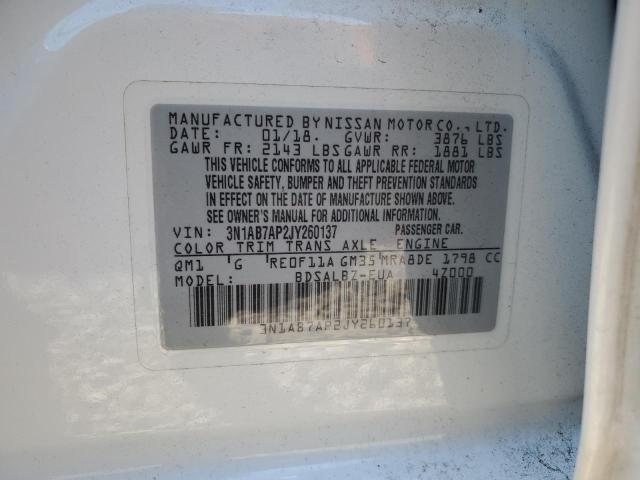 MANUFACTURED BY NISSAN MOTOR CO., LTD.
DATE: 01/18. GVWR: 3876 LBS
GAWR FR: 2143 LBS GAWR RR: 1881 LBS
THIS VEHICLE CONFORMS TO ALL APPLICABLE FEDERAL MOTOR
VEHICLE SAFETY, BUMPER AND THEFT PREVENTION STANDARDS
IN EFFECT ON THE DATE OF MANUFACTURE SHOWN ABOVE.
SEE OWNER'S MANUAL FOR ADDITIONAL INFORMATION.
VIN: 3N1AB7AP2JY260137 PASSENGER CAR.
COLOR TRIM TRANS AXLE ENGINE
QM1 G RE0F11A GM35 MRA8DE 1798 CC
MODEL: BDSALBZ-EUA 4Z000
3N1AB7AP2JY260137